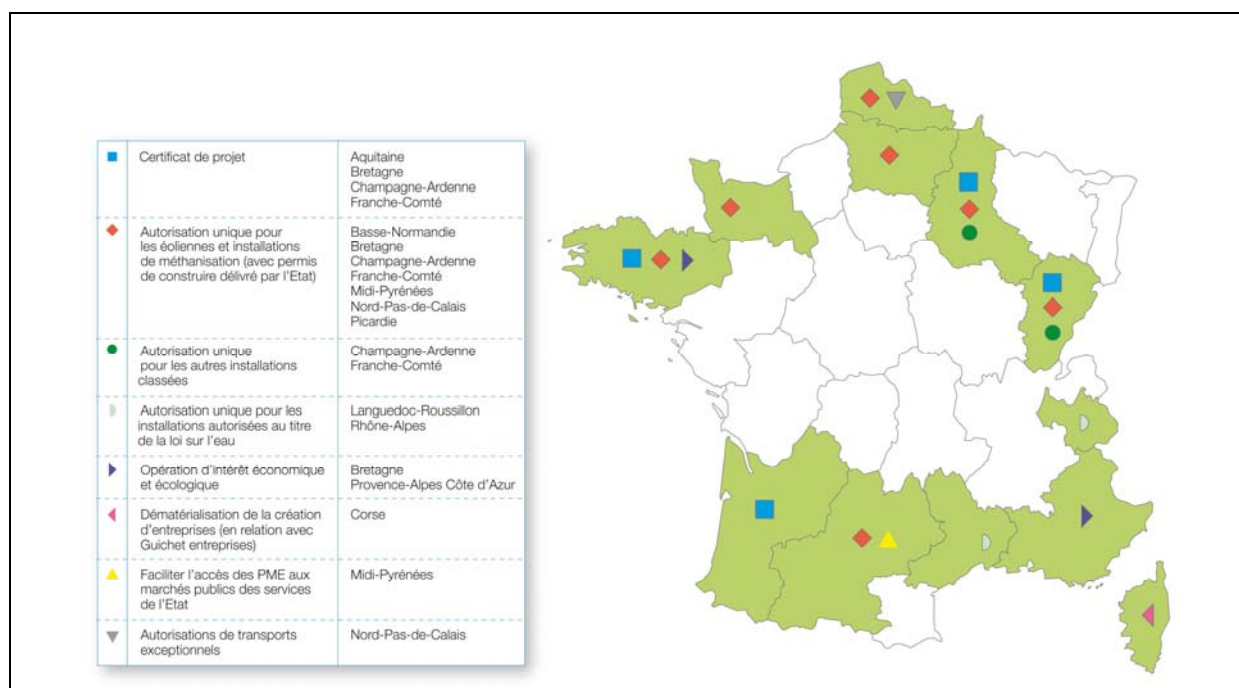 Certificat de projet
Aquitaine
Bretagne
Champagne-Ardenne
Franche-Comté
Autorisation unique pour
les éoliennes et installations
de méthanisation (avec permis
de construire délivré par l'Etat)
Basse-Normandie
Bretagne
Champagne-Ardenne
Franche-Comté
Midi-Pyrénées
Nord-Pas-de-Calais
Picardie
Autorisation unique
pour les autres installations
classées
Champagne-Ardenne
Franche-Comté
Autorisation unique pour les
installations autorisées au titre
de la loi sur l'eau
Languedoc-Roussillon
Rhône-Alpes
Opération d'intérêt économique
et écologique
Bretagne
Provence-Alpes Côte d'Azur
Dématérialisation de la création
d'entreprises (en relation avec
Guichet entreprises)
Corse
Faciliter l'accès des PME aux
marchés publics des services
de l'Etat
Midi-Pyrénées
Autorisations de transports
exceptionnels
Nord-Pas-de-Calais